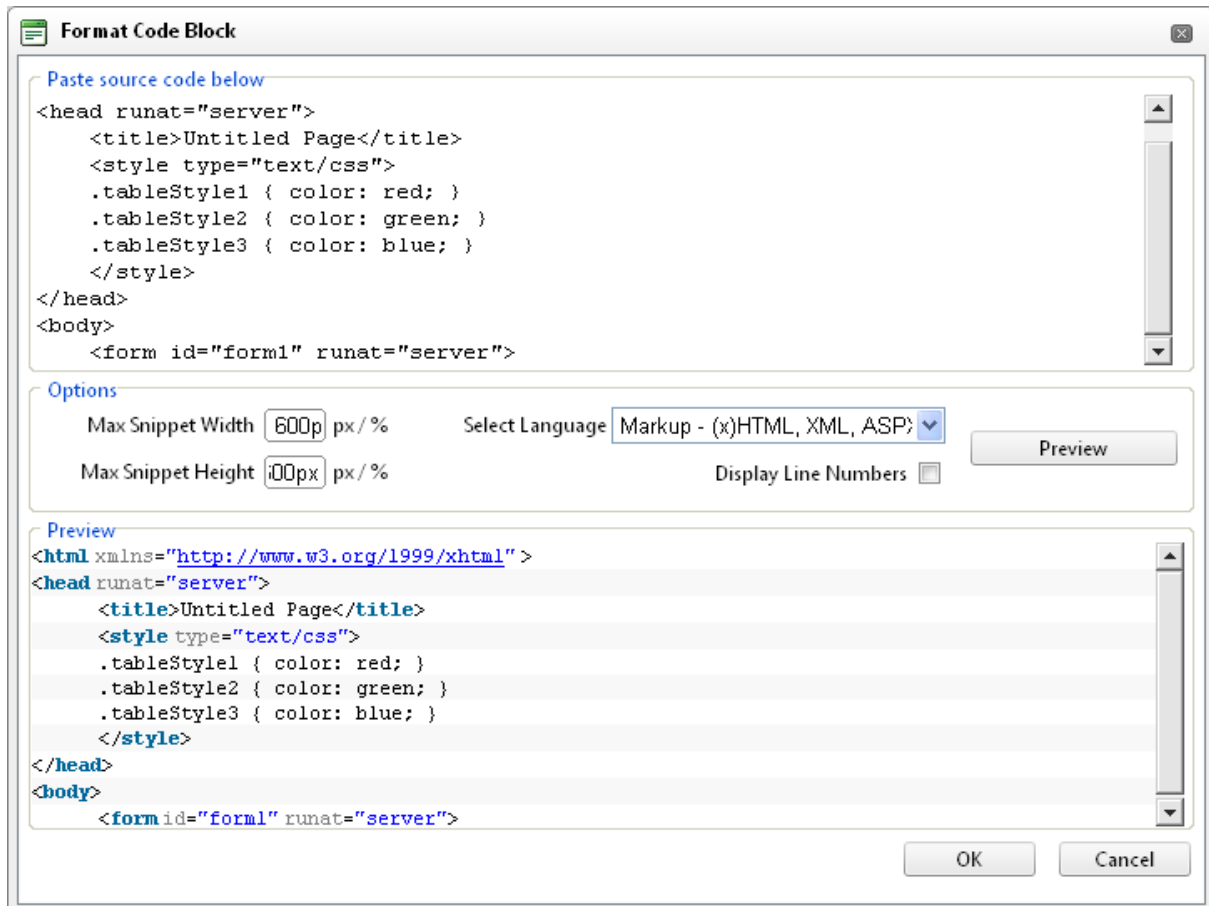 Format Code Block
Paste source code below
<head runat="server">
    <title>Untitled Page</title>
    <style type="text/css">
    .tableStyle1 { color: red; }
    .tableStyle2 { color: green; }
    .tableStyle3 { color: blue; }
    </style>
</head>
<body>
    <form id="form1" runat="server">
Options
Max Snippet Width 600p px / % Select Language Markup - (x)HTML, XML, ASP
Preview
Max Snippet Height 00px px / % Display Line Numbers
Preview
<html xmlns="http://www.w3.org/1999/xhtml" >
<head runat="server">
    <title>Untitled Page</title>
    <style type="text/css">
    .tableStyle1 { color: red; }
    .tableStyle2 { color: green; }
    .tableStyle3 { color: blue; }
    </style>
</head>
<body>
    <form id="form1" runat="server">
OK Cancel